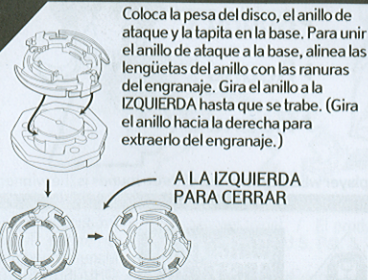 Coloca la pesa del disco, el anillo de
ataque y la tapita en la base. Para unir
el anillo de ataque a la base, alinea las
lengüetas del anillo con las ranuras
del engranaje. Gira el anillo a la
IZQUIERDA hasta que se trabe. (Gira
el anillo hacia la derecha para
extraerlo del engranaje.)
A LA IZQUIERDA
PARA CERRAR